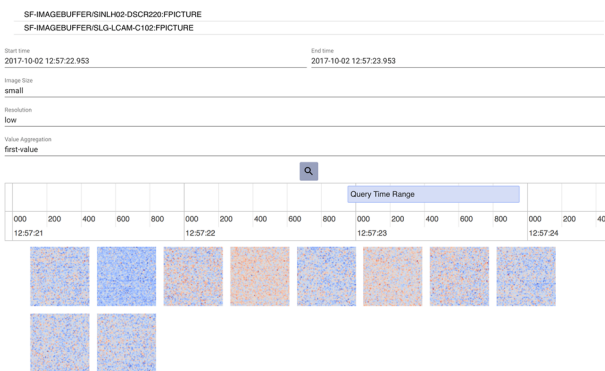 SF-IMAGEBUFFER/SINLH02-DSCR220:FPICTURE
SF-IMAGEBUFFER/SLG-LCAM-C102:FPICTURE
Start time End time
2017-10-02 12:57:22.953 2017-10-02 12:57:23.953
Image Size
small
Resolution
low
Value Aggregation
first-value
Query Time Range
000 200 400 600 800 000 200 400 600 800 000 200 400 600 800 000 200 40
12:57:21 12:57:22 12:57:23 12:57:24